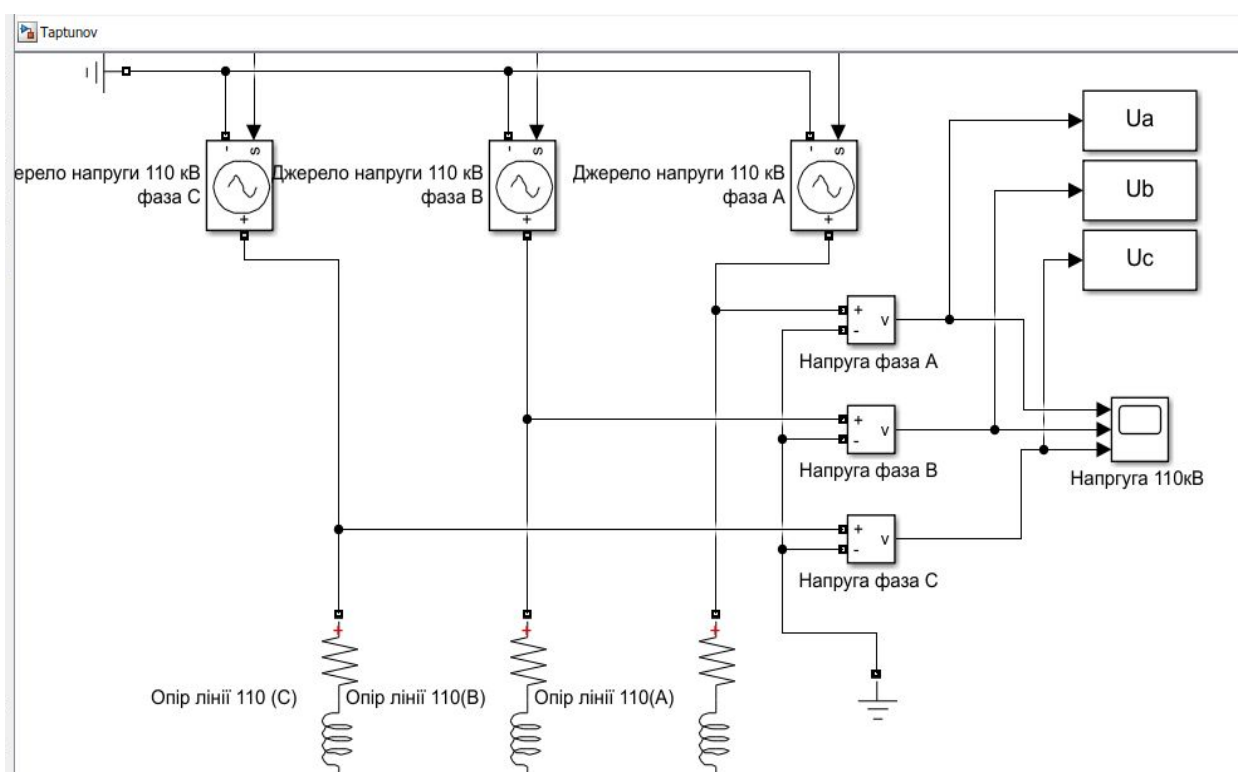 Taptunov
ерело напруги 110 кВ
фаза С
Джерело напруги 110 кВ
фаза В
Джерело напруги 110 кВ
фаза А
- s
+
- s
+
- s
+
Ua
Ub
Uc
+
-
v
Напруга фаза А
+
-
v
Напруга фаза В
+
-
v
Напруга фаза С
Напргуга 110кВ
+
+
+
Опір лінії 110 (С)
Опір лінії 110(В)
Опір лінії 110(А)